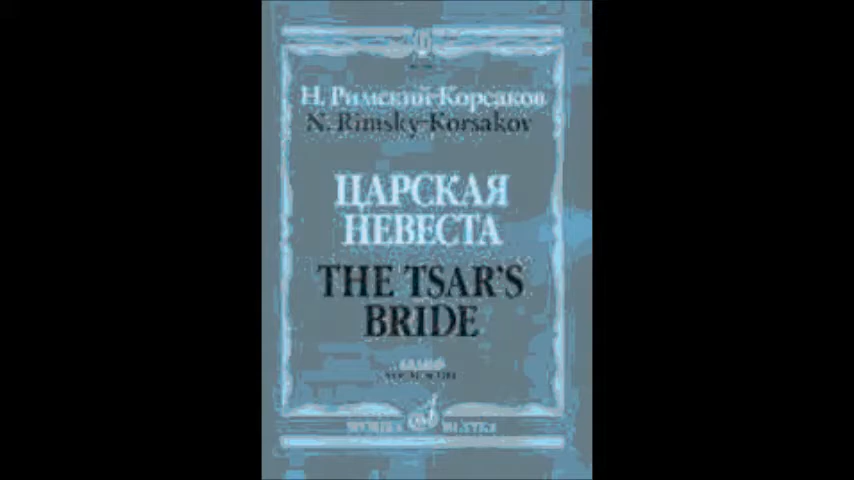 Н. Римский-Корсаков
N. Rimsky-Korsakov
ЦАРСКАЯ
НЕВЕСТА
THE TSAR'S
BRIDE